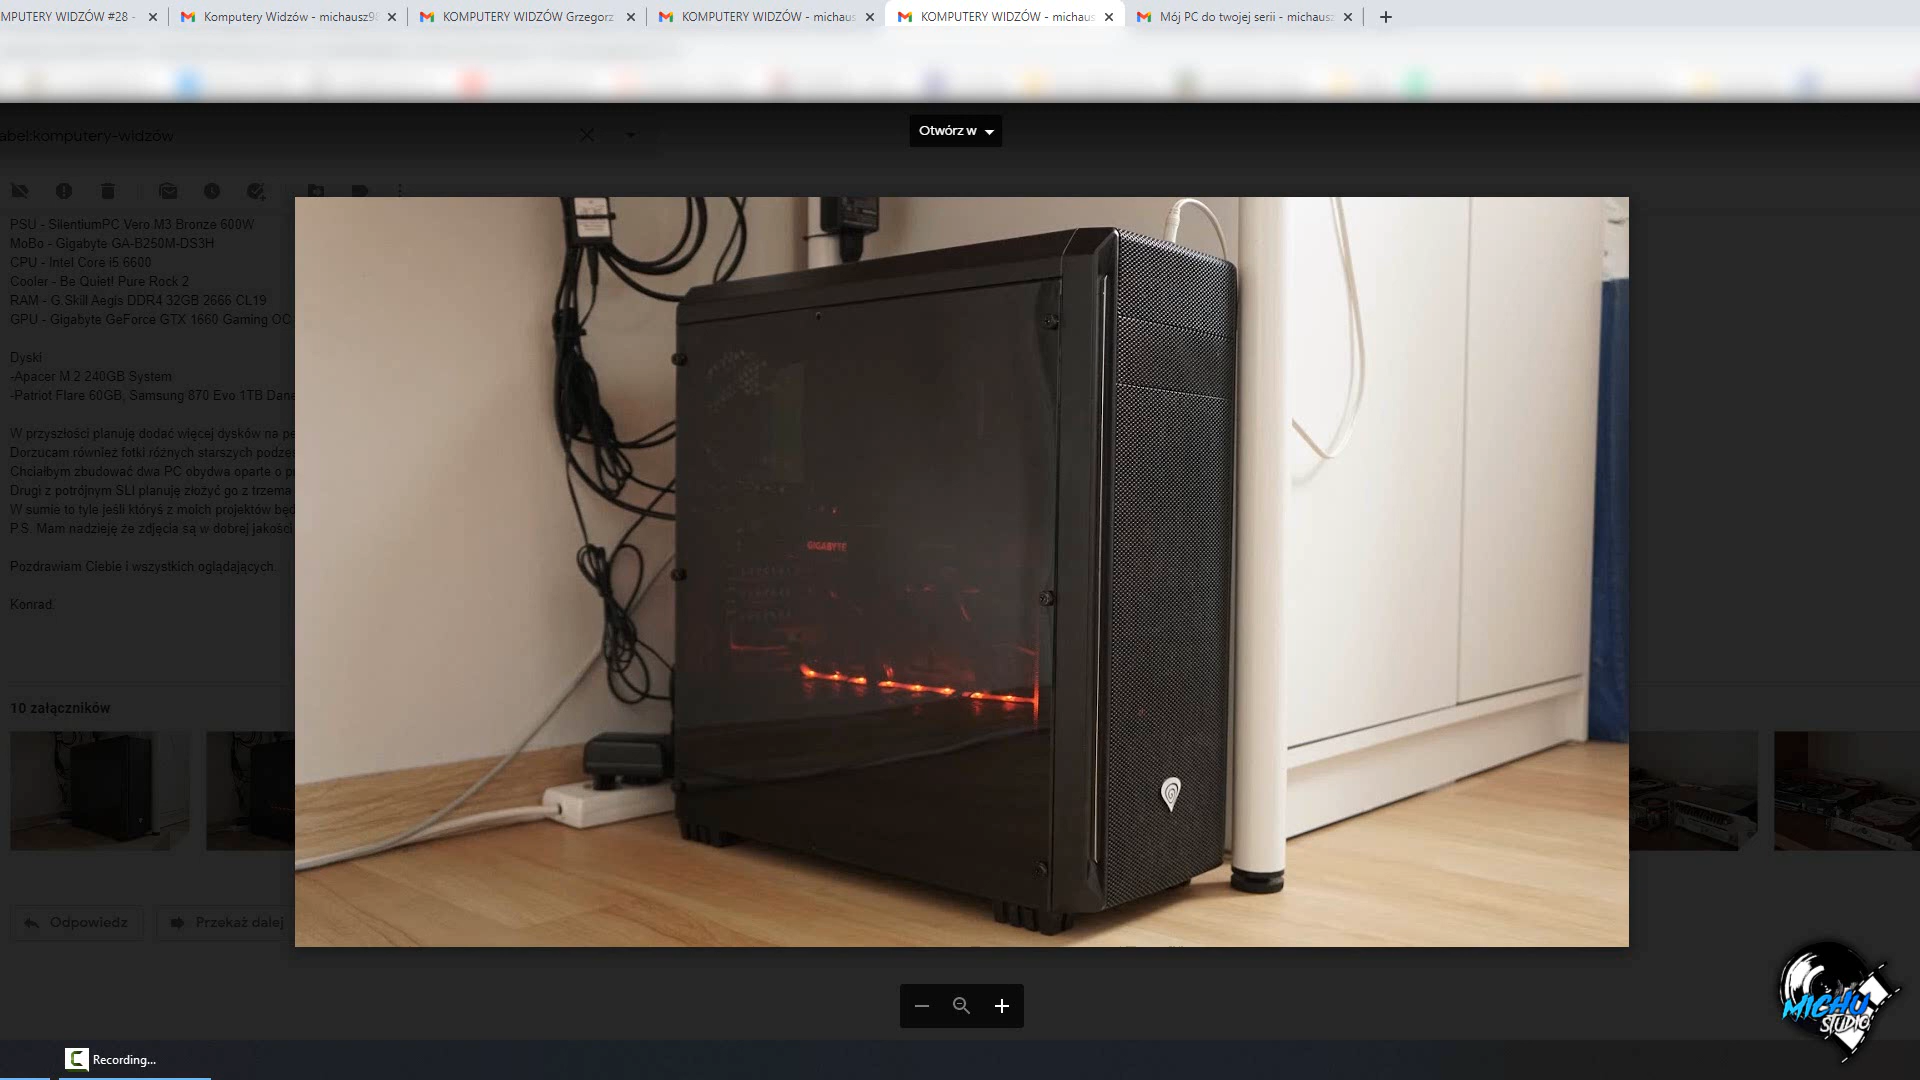 MPUTERY WIDZÓW #28 -
Komputery Widzów - michausz98
KOMPUTERY WIDZÓW Grzegorz
KOMPUTERY WIDZÓW - michaus
KOMPUTERY WIDZÓW - michaus
Mój PC do twojej serii - michausz
abel:komputery-widzów
Otwórz w
PSU - SilentiumPC Vero M3 Bronze 600W
MoBo - Gigabyte GA-B250M-DS3H
CPU - Intel Core i5 6600
Cooler - Be Quiet! Pure Rock 2
RAM - G.Skill Aegis DDR4 32GB 2666 CL19
GPU - Gigabyte GeForce GTX 1660 Gaming OC
Dyski
-Apacer M 2 240GB System
-Patriot Flare 60GB, Samsung 870 Evo 1TB Dane
W przyszłości planuję dodać więcej dysków na pe
Dorzucam również fotki różnych starszych podzes
Chciałbym zbudować dwa PC obydwa oparte o p
Drugi z potrójnym SLI planuję złożyć go z trzema
W sumie to tyle jeśli któryś z moich projektów będ
P.S. Mam nadzieję że zdjęcia są w dobrej jakości
Pozdrawiam Ciebie i wszystkich oglądających.
Konrad.
GIGABYTE
10 załączników
Odpowiedz
Przekaż dalej
MICHU
STUDIO
Recording...